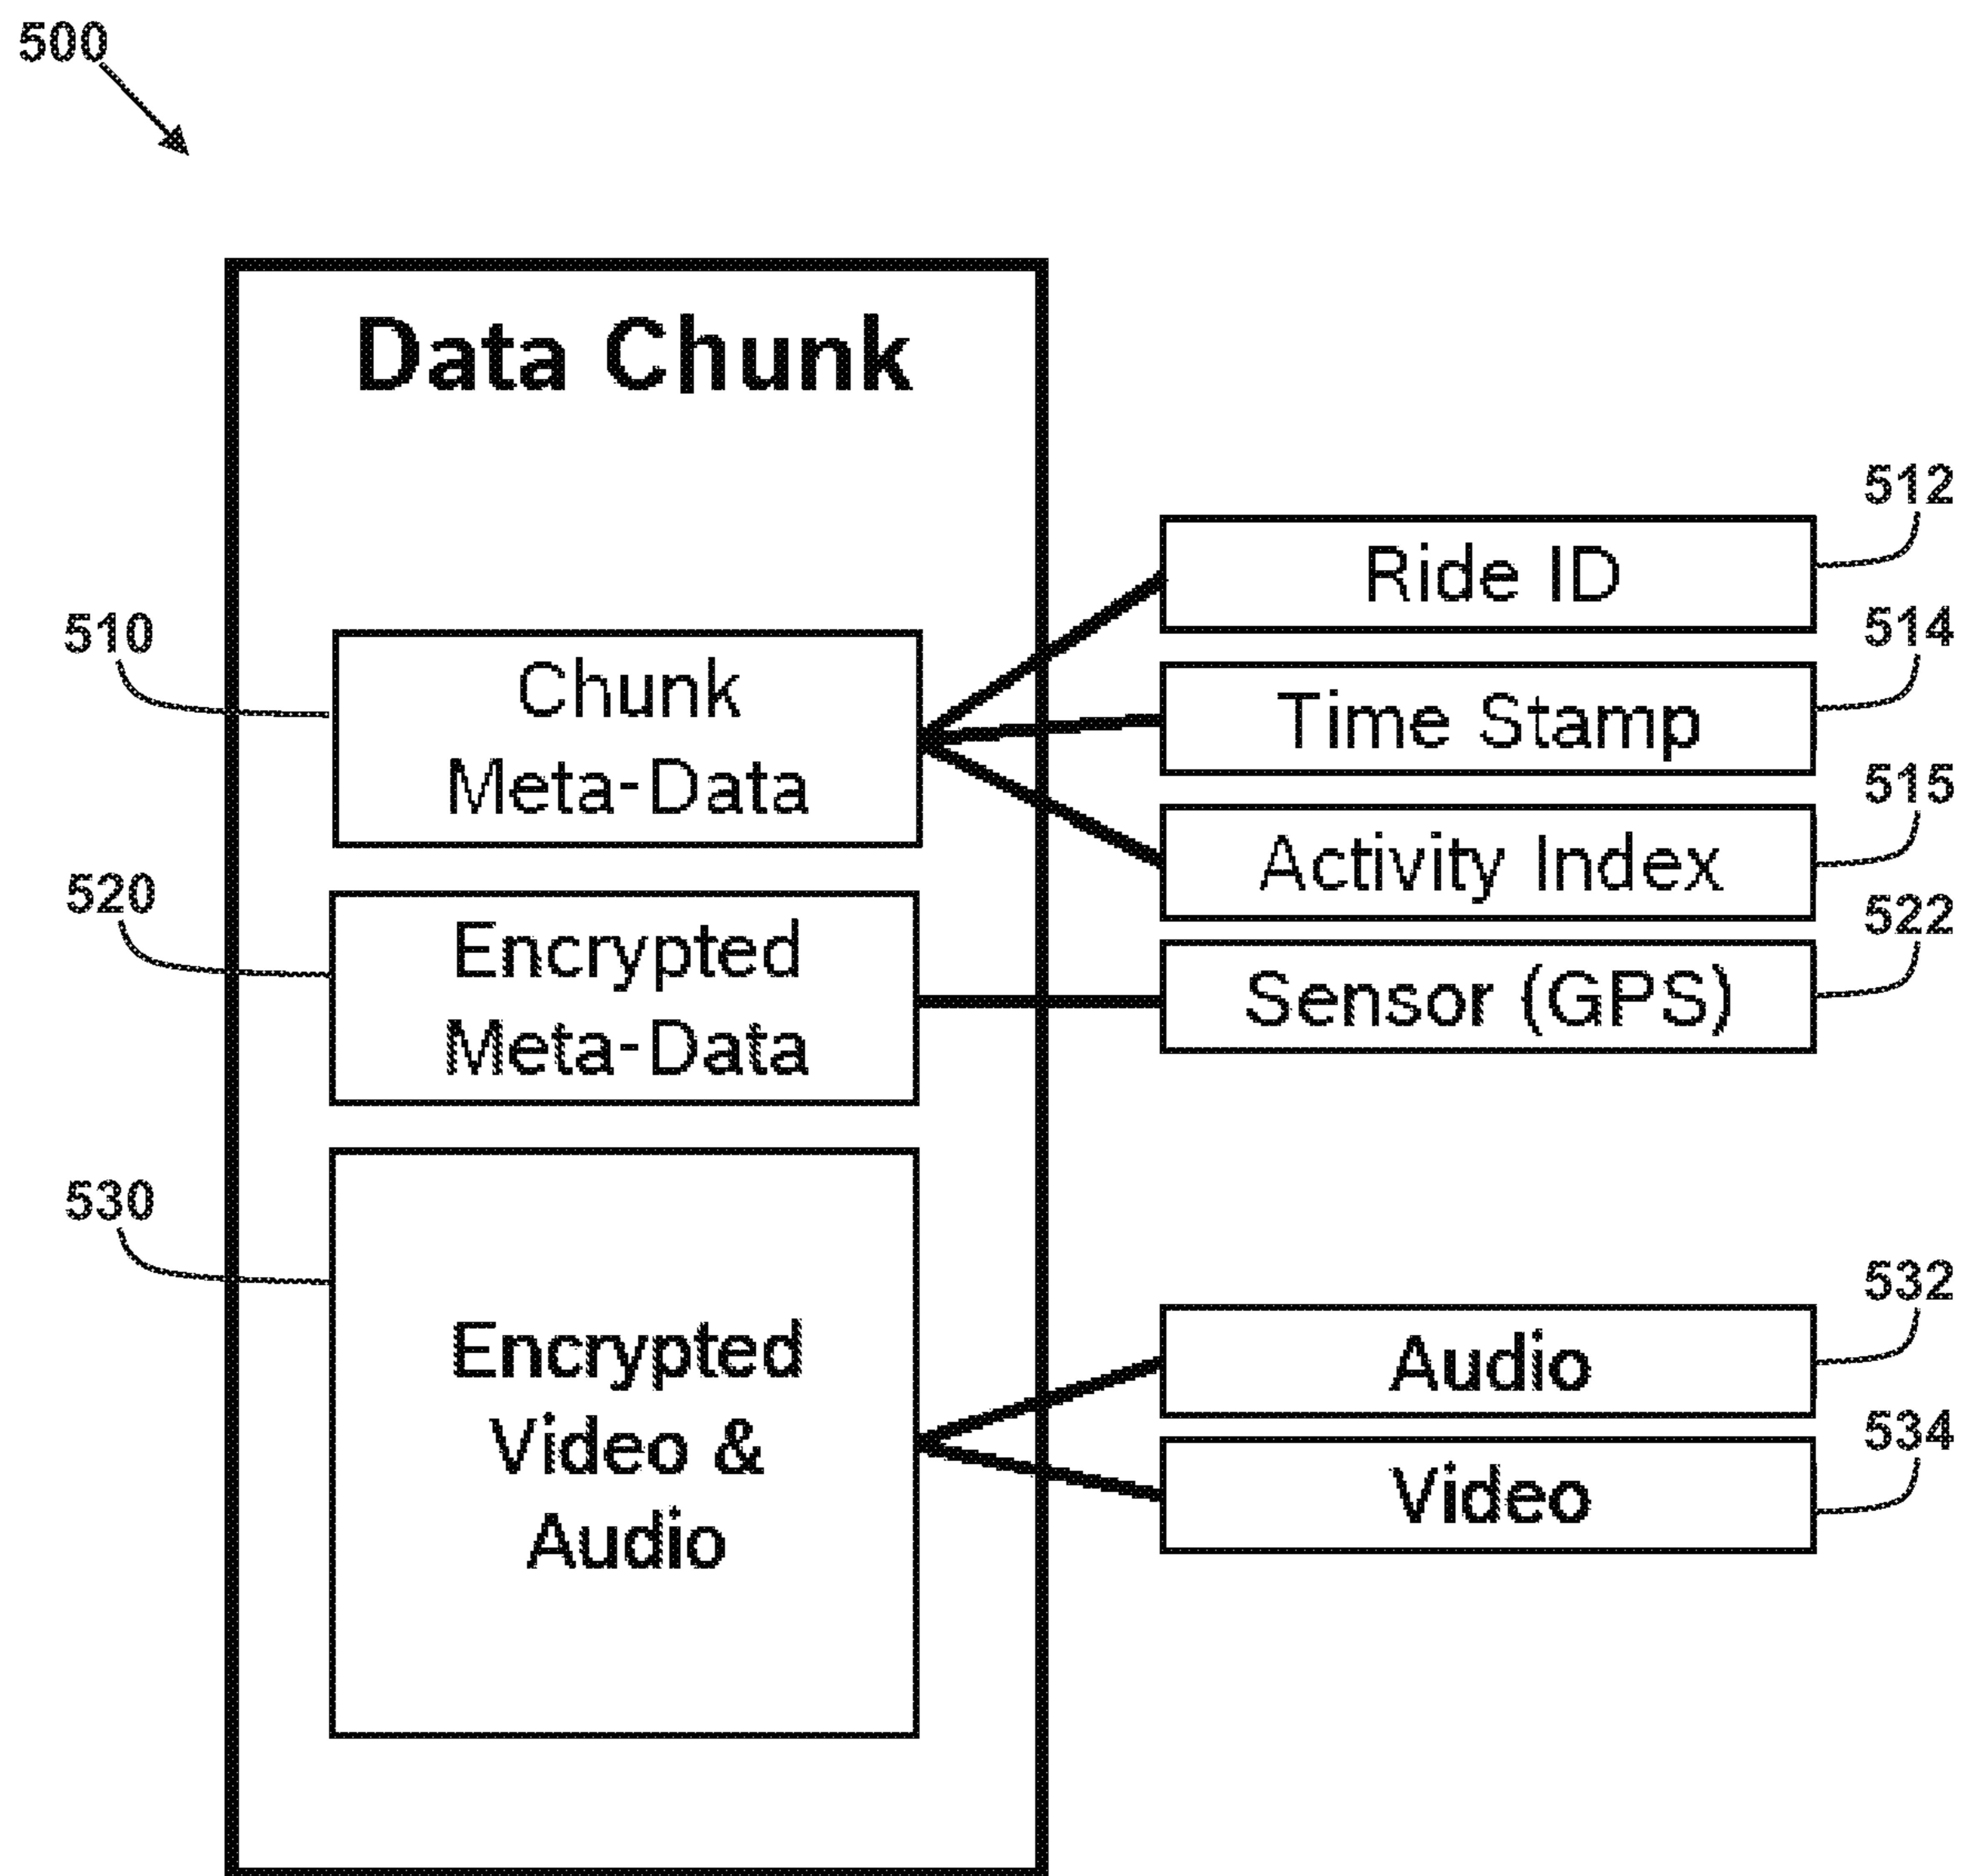 500
Data Chunk
512
Ride ID
510
514
Chunk
Meta-Data
Time Stamp
515
Activity Index
520
522
Encrypted
Meta-Data
Sensor (GPS)
530
532
Encrypted
Video &
Audio
Audio
534
Video